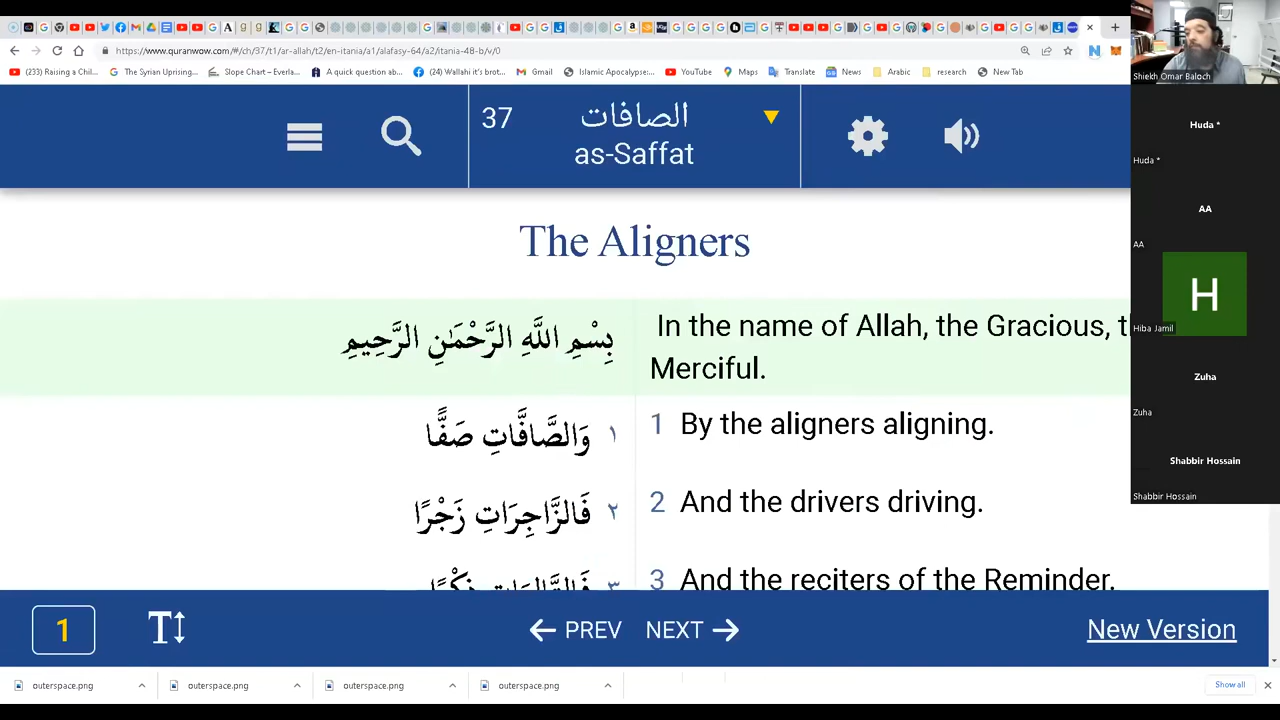 https://www.quranwow.com/#/ch/37/t1/ar-allah/t2/en-itania/a1/alafasy-64/a2/itania-48-b/v/0
(233) Raising a Chil...
The Syrian Uprising...
Slope Chart – Everla...
A quick question ab...
(24) Wallahi it's brot...
Gmail
Islamic Apocalypse:...
YouTube
Maps
Translate
News
Arabic
research
New Tab
Shiekh Omar Baloch
37
الصافات
as-Saffat
Huda *
Huda *
AA
AA
H
Hiba Jamil
Zuha
Zuha
Shabbir Hossain
Shabbir Hossain
The Aligners
بِسْمِ اللَّهِ الرَّحْمَٰنِ الرَّحِيمِ
In the name of Allah, the Gracious, t
Merciful.
١ وَالصَّافَّاتِ صَفًّا
1 By the aligners aligning.
٢ فَالزَّاجِرَاتِ زَجْرًا
2 And the drivers driving.
3 And the reciters of the Reminder.
1
T
← PREV
NEXT →
New Version
outerspace.png
outerspace.png
outerspace.png
outerspace.png
Show all